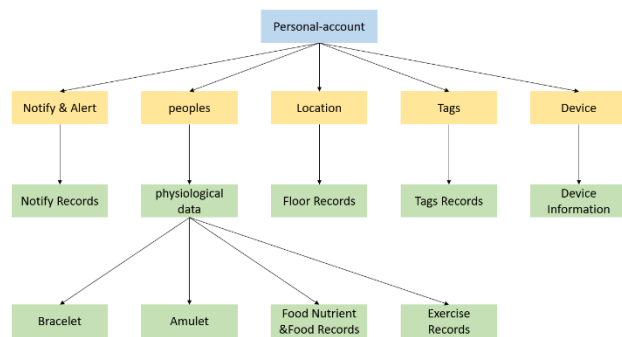 Personal-account
Notify & Alert
peoples
Location
Tags
Device
Notify Records
physiological
data
Floor Records
Tags Records
Device
Information
Bracelet
Amulet
Food Nutrient
&Food Records
Exercise
Records